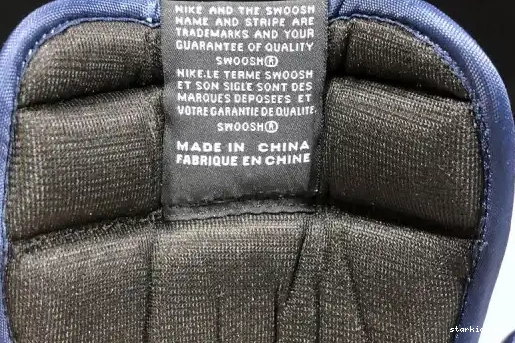 NIKE AND THE SWOOSH
NAME AND STRIPE ARE
TRADEMARKS AND YOUR
GUARANTEE OF QUALITY
SWOOSH®
NIKE.LE TERME SWOOSH
ET SON SIGLE SONT DES
MARQUES DEPOSEES ET
VOTRE GARANTIE DE QUALITE.
SWOOSH®
MADE IN CHINA
FABRIQUE EN CHINE